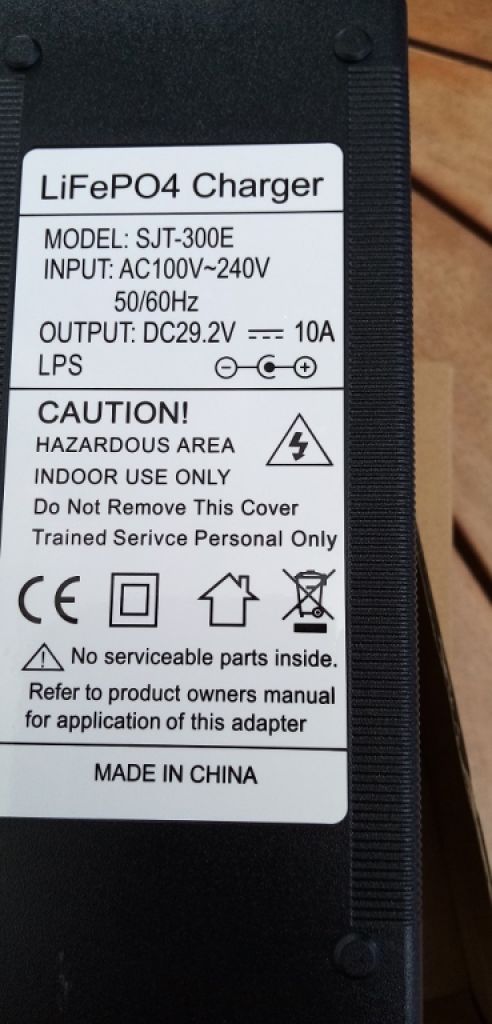 LiFePO4 Charger
MODEL: SJT-300E
INPUT: AC100V~240V
50/60Hz
OUTPUT: DC29.2V ⎓ 10A
LPS
CAUTION!
HAZARDOUS AREA
INDOOR USE ONLY
Do Not Remove This Cover
Trained Serivce Personal Only
CE
No serviceable parts inside.
Refer to product owners manual
for application of this adapter
MADE IN CHINA